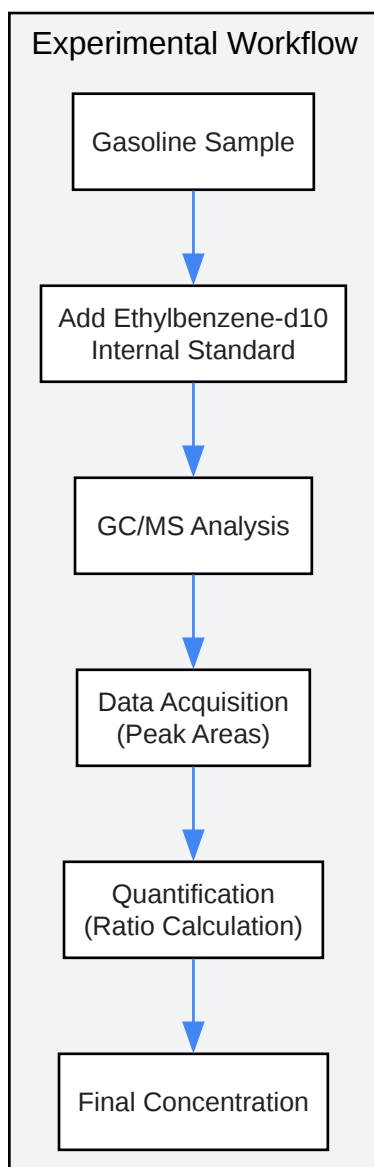 Experimental Workflow
Gasoline Sample
Add Ethylbenzene-d10
Internal Standard
GC/MS Analysis
Data Acquisition
(Peak Areas)
Quantification
(Ratio Calculation)
Final Concentration